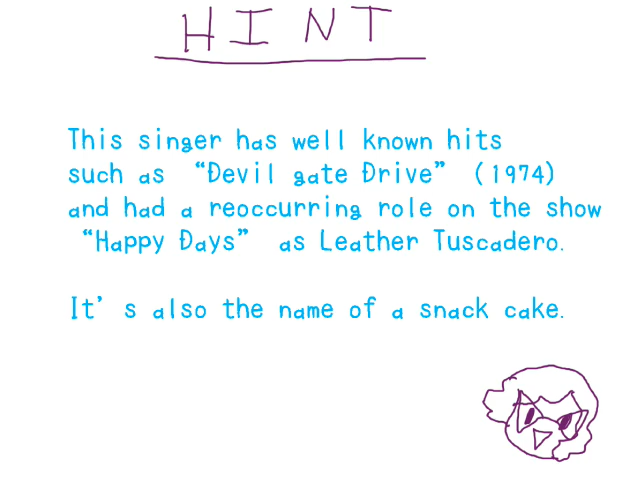 HINT
This singer has well known hits
such as “Devil gate Drive” (1974)
and had a reoccurring role on the show
“Happy Days” as Leather Tuscadero.
It’s also the name of a snack cake.